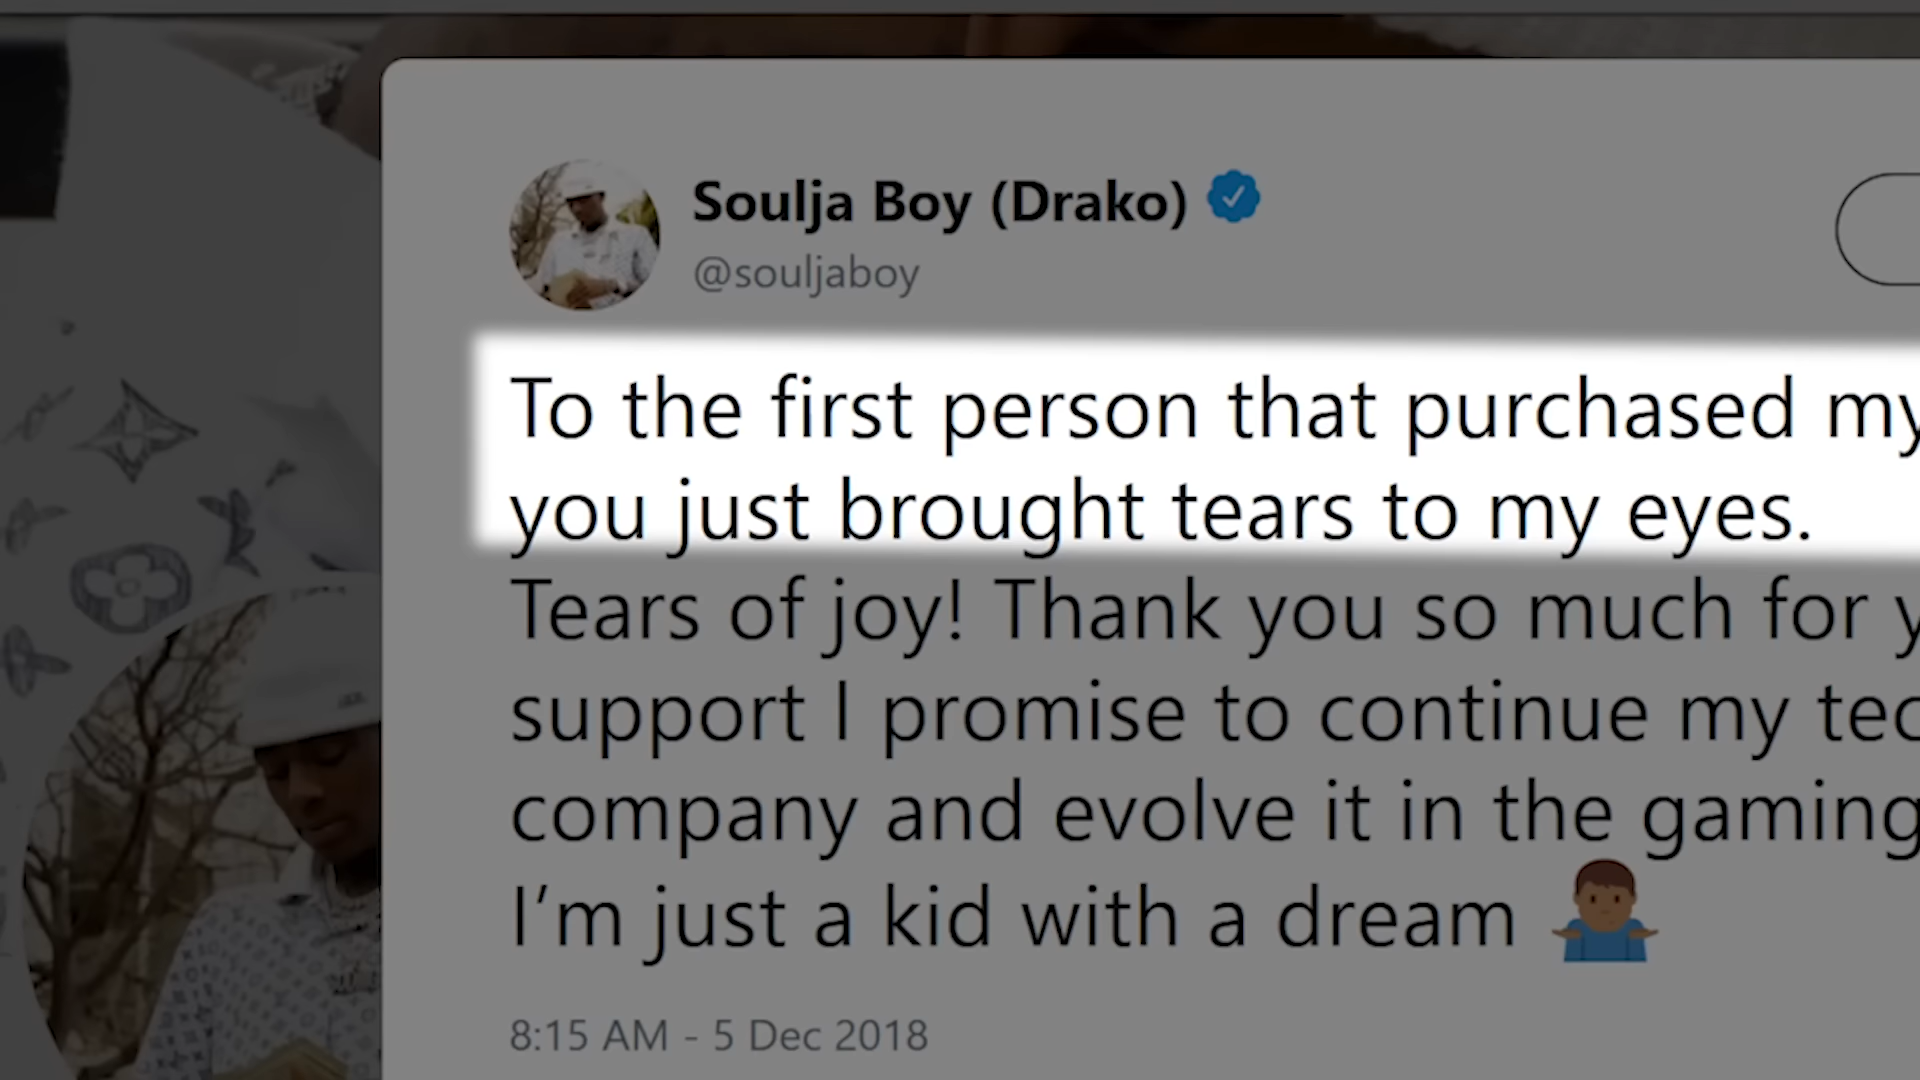 Soulja Boy (Drako)
@souljaboy
To the first person that purchased my
you just brought tears to my eyes.
Tears of joy! Thank you so much for
support I promise to continue my
company and evolve it in the gaming
I’m just a kid with a dream 🤷🏾‍♂️
8:15 AM - 5 Dec 2018